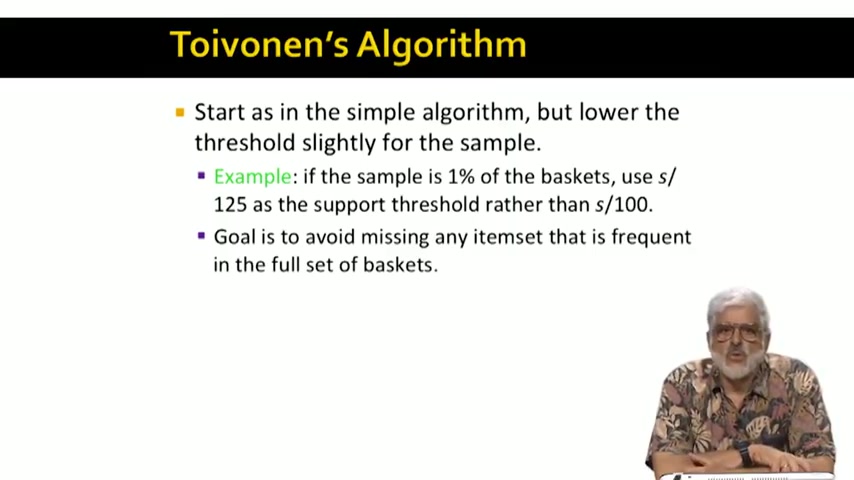 Toivonen's Algorithm
Start as in the simple algorithm, but lower the
threshold slightly for the sample.
Example: if the sample is 1% of the baskets, use s/
125 as the support threshold rather than s/100.
Goal is to avoid missing any itemset that is frequent
in the full set of baskets.